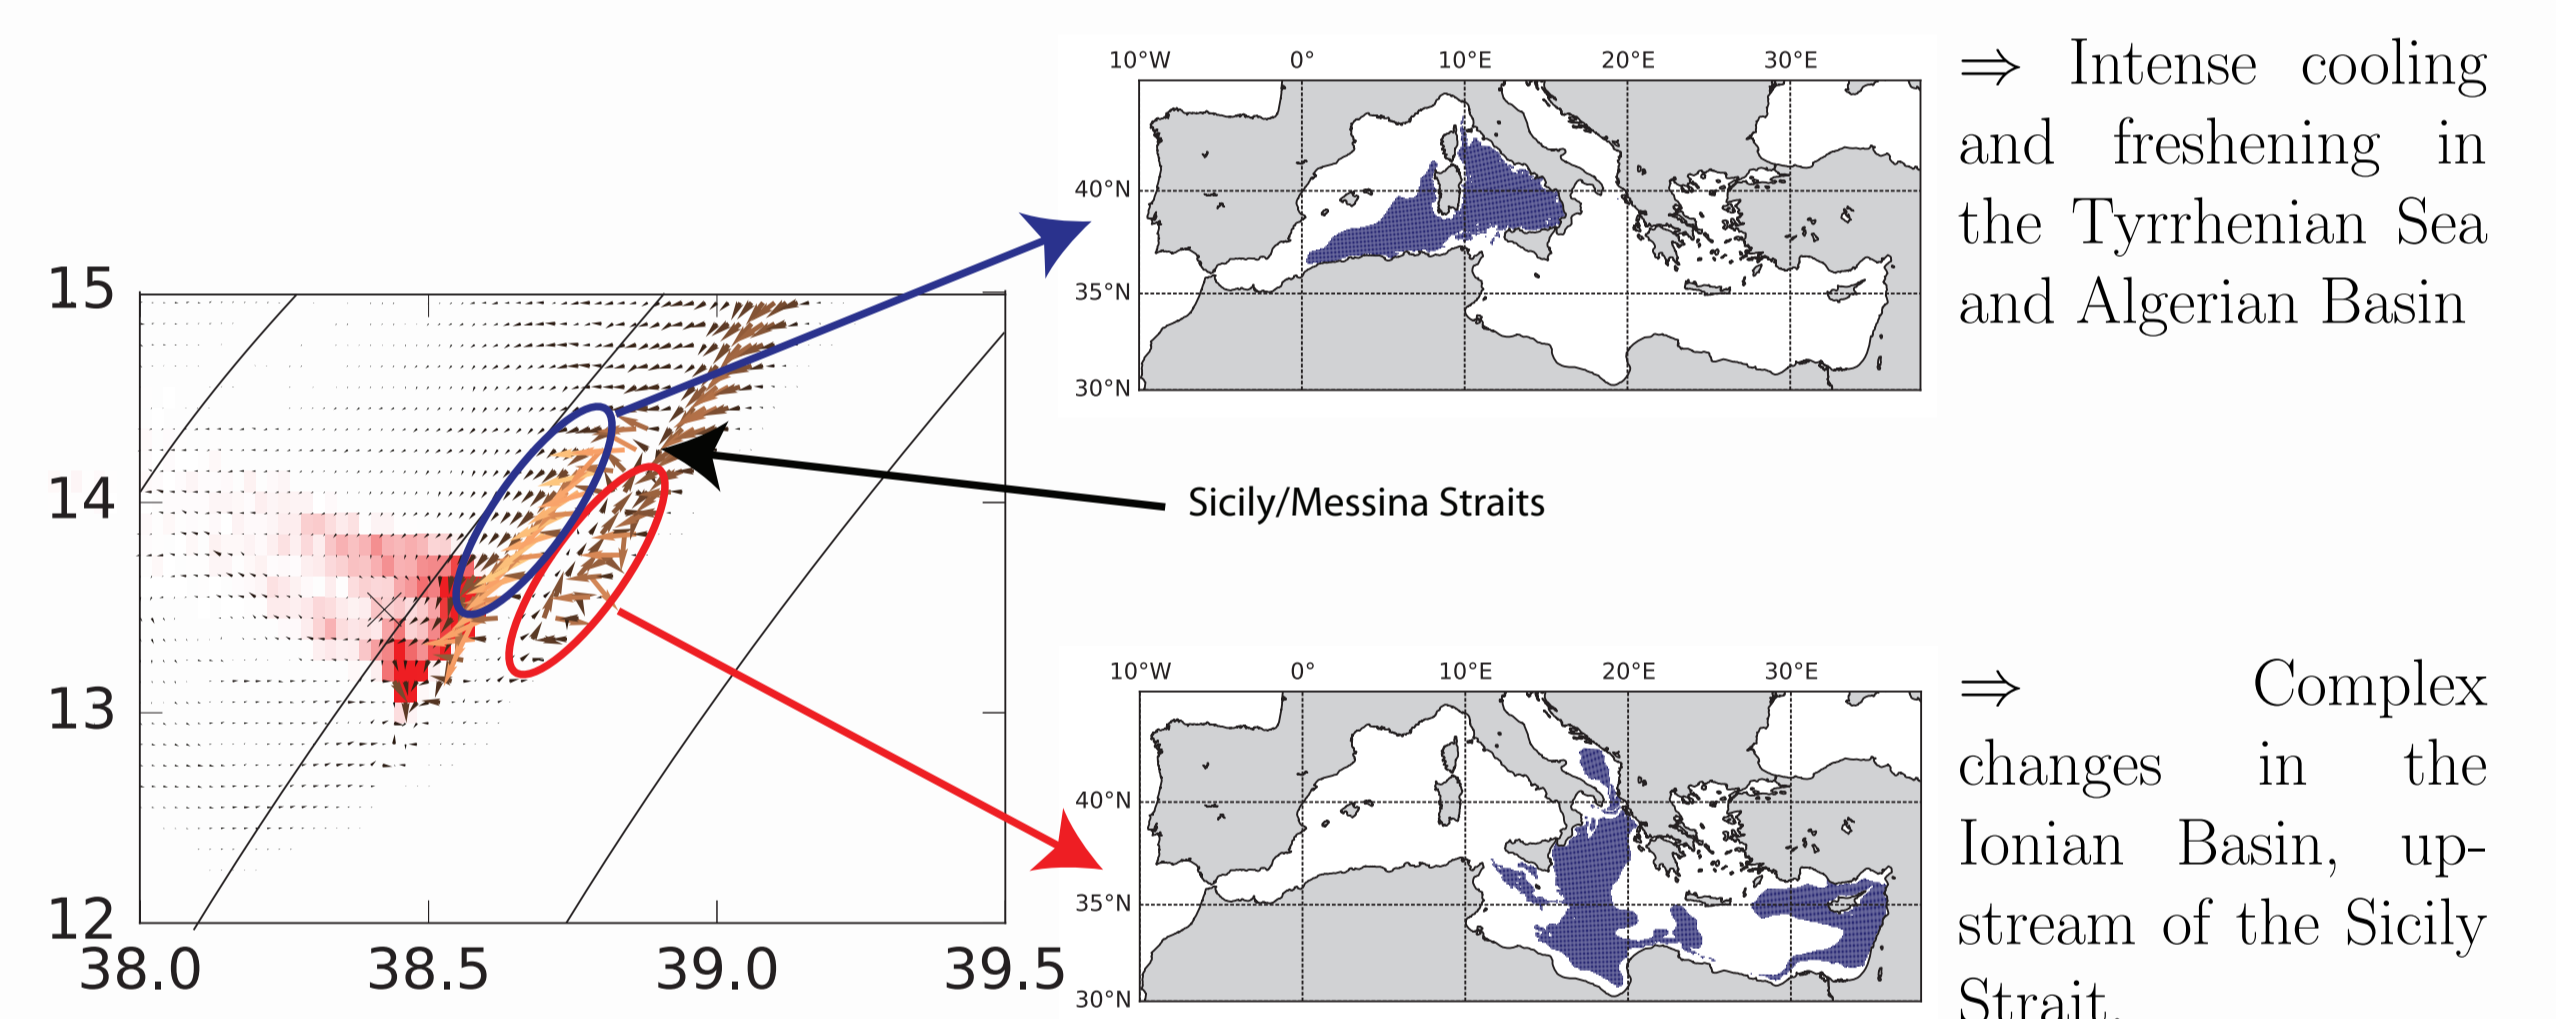 15
14
13
12
38.0 38.5 39.0 39.5
10°W 0° 10°E 20°E 30°E
40°N
35°N
30°N
⇒ Intense cooling
and freshening in
the Tyrrhenian Sea
and Algerian Basin
Sicily/Messina Straits
10°W 0° 10°E 20°E 30°E
40°N
35°N
30°N
⇒ Complex
changes in the
Ionian Basin, up-
stream of the Sicily
Strait.